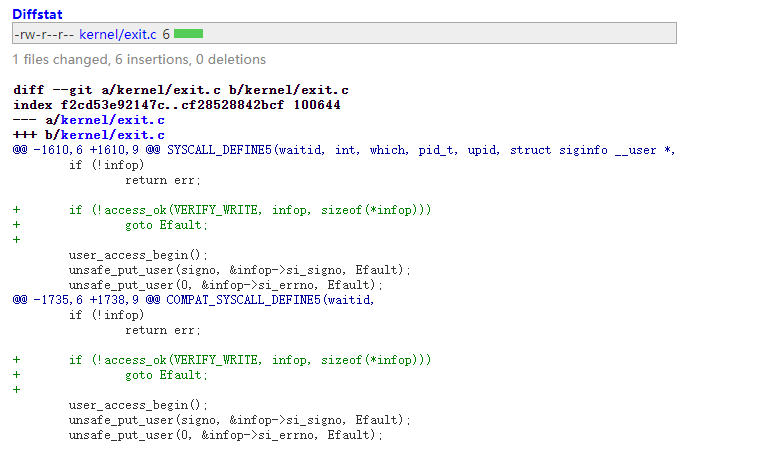 Diffstat
-rw-r--r-- kernel/exit.c 6
1 files changed, 6 insertions, 0 deletions
diff --git a/kernel/exit.c b/kernel/exit.c
index f2cd53e92147c..cf28528842bcf 100644
--- a/kernel/exit.c
+++ b/kernel/exit.c
@@ -1610,6 +1610,9 @@ SYSCALL_DEFINE5(waitid, int, which, pid_t, upid, struct siginfo __user *,
        if (!infop)
                return err;

+       if (!access_ok(VERIFY_WRITE, infop, sizeof(*infop)))
+               goto Efault;
+
        user_access_begin();
        unsafe_put_user(signo, &infop->si_signo, Efault);
        unsafe_put_user(0, &infop->si_errno, Efault);
@@ -1735,6 +1738,9 @@ COMPAT_SYSCALL_DEFINE5(waitid,
        if (!infop)
                return err;

+       if (!access_ok(VERIFY_WRITE, infop, sizeof(*infop)))
+               goto Efault;
+
        user_access_begin();
        unsafe_put_user(signo, &infop->si_signo, Efault);
        unsafe_put_user(0, &infop->si_errno, Efault);